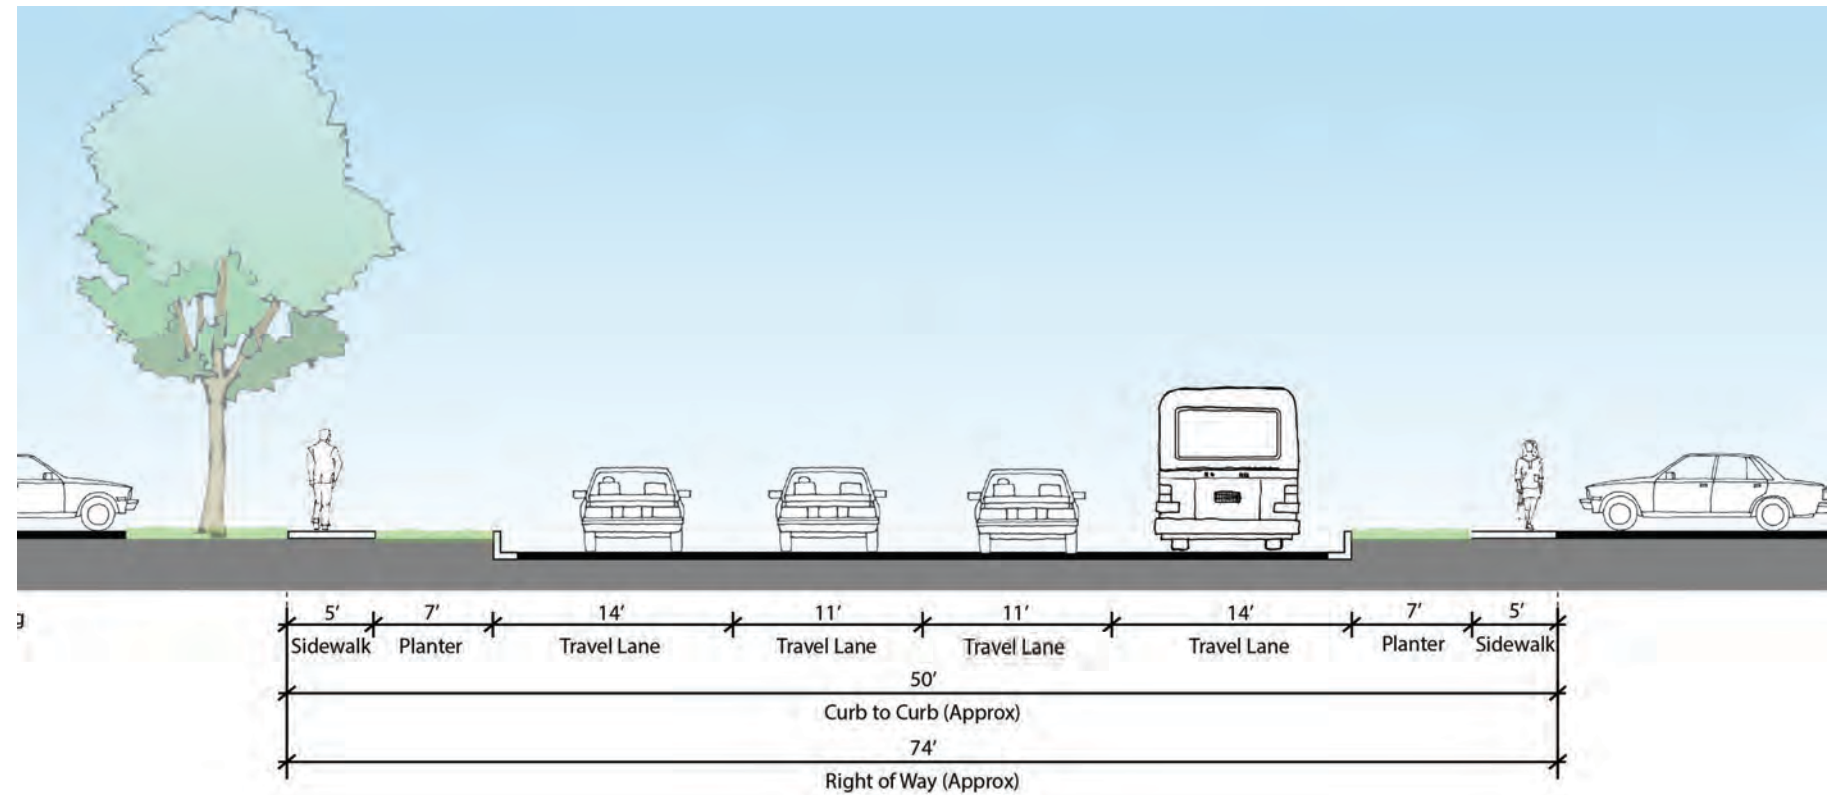 5’ 7’ 14’ 11’ 11’ 14’ 7’ 5’
Sidewalk Planter Travel Lane Travel Lane Travel Lane Travel Lane Planter Sidewalk
50’
Curb to Curb (Approx)
74’
Right of Way (Approx)